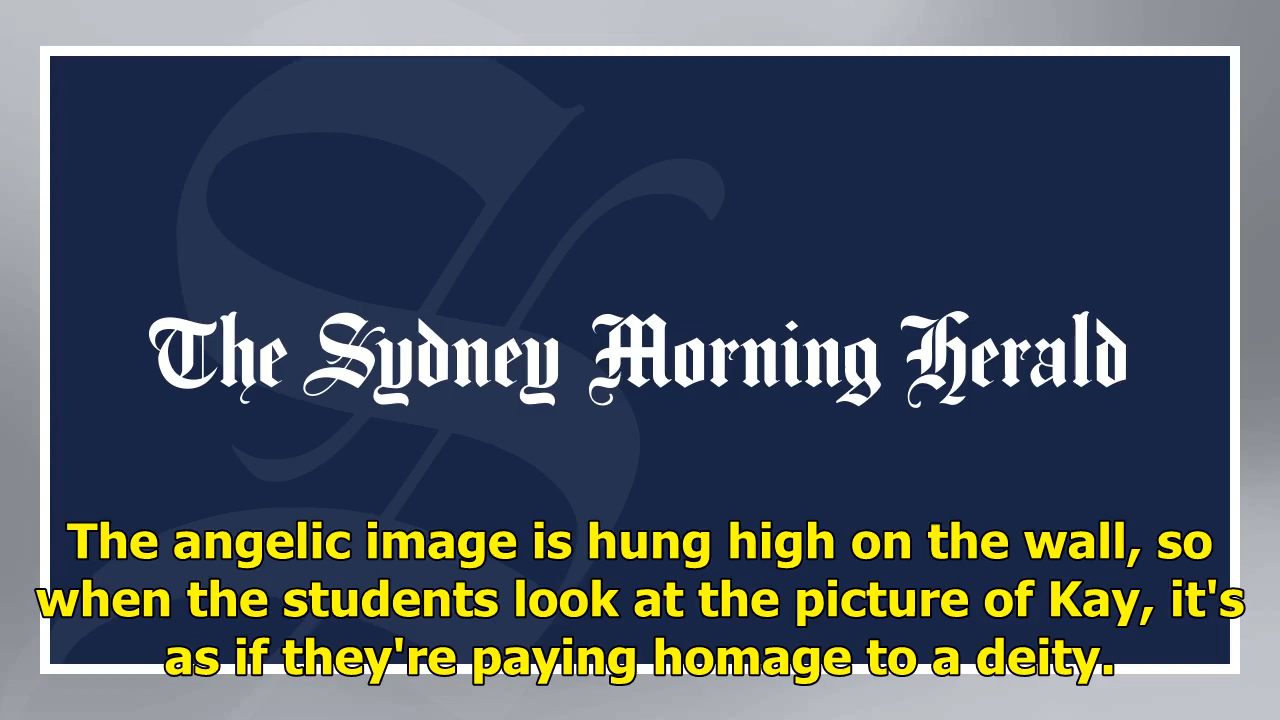 The Sydney Morning Herald
The angelic image is hung high on the wall, so
when the students look at the picture of Kay, it's
as if they're paying homage to a deity.